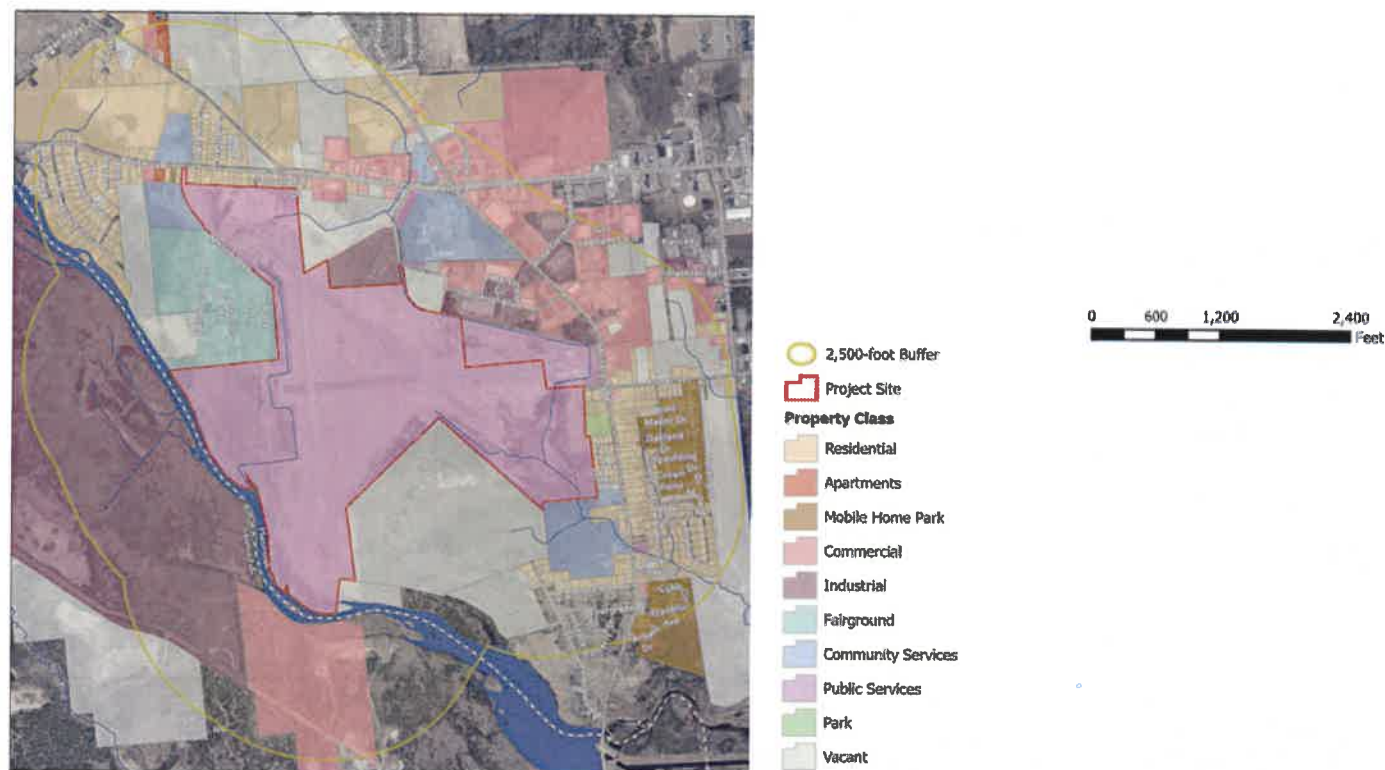 0 600 1,200 2,400
Feet
2,500-foot Buffer
Project Site
Property Class
Residential
Apartments
Mobile Home Park
Commercial
Industrial
Fairground
Community Services
Public Services
Park
Vacant